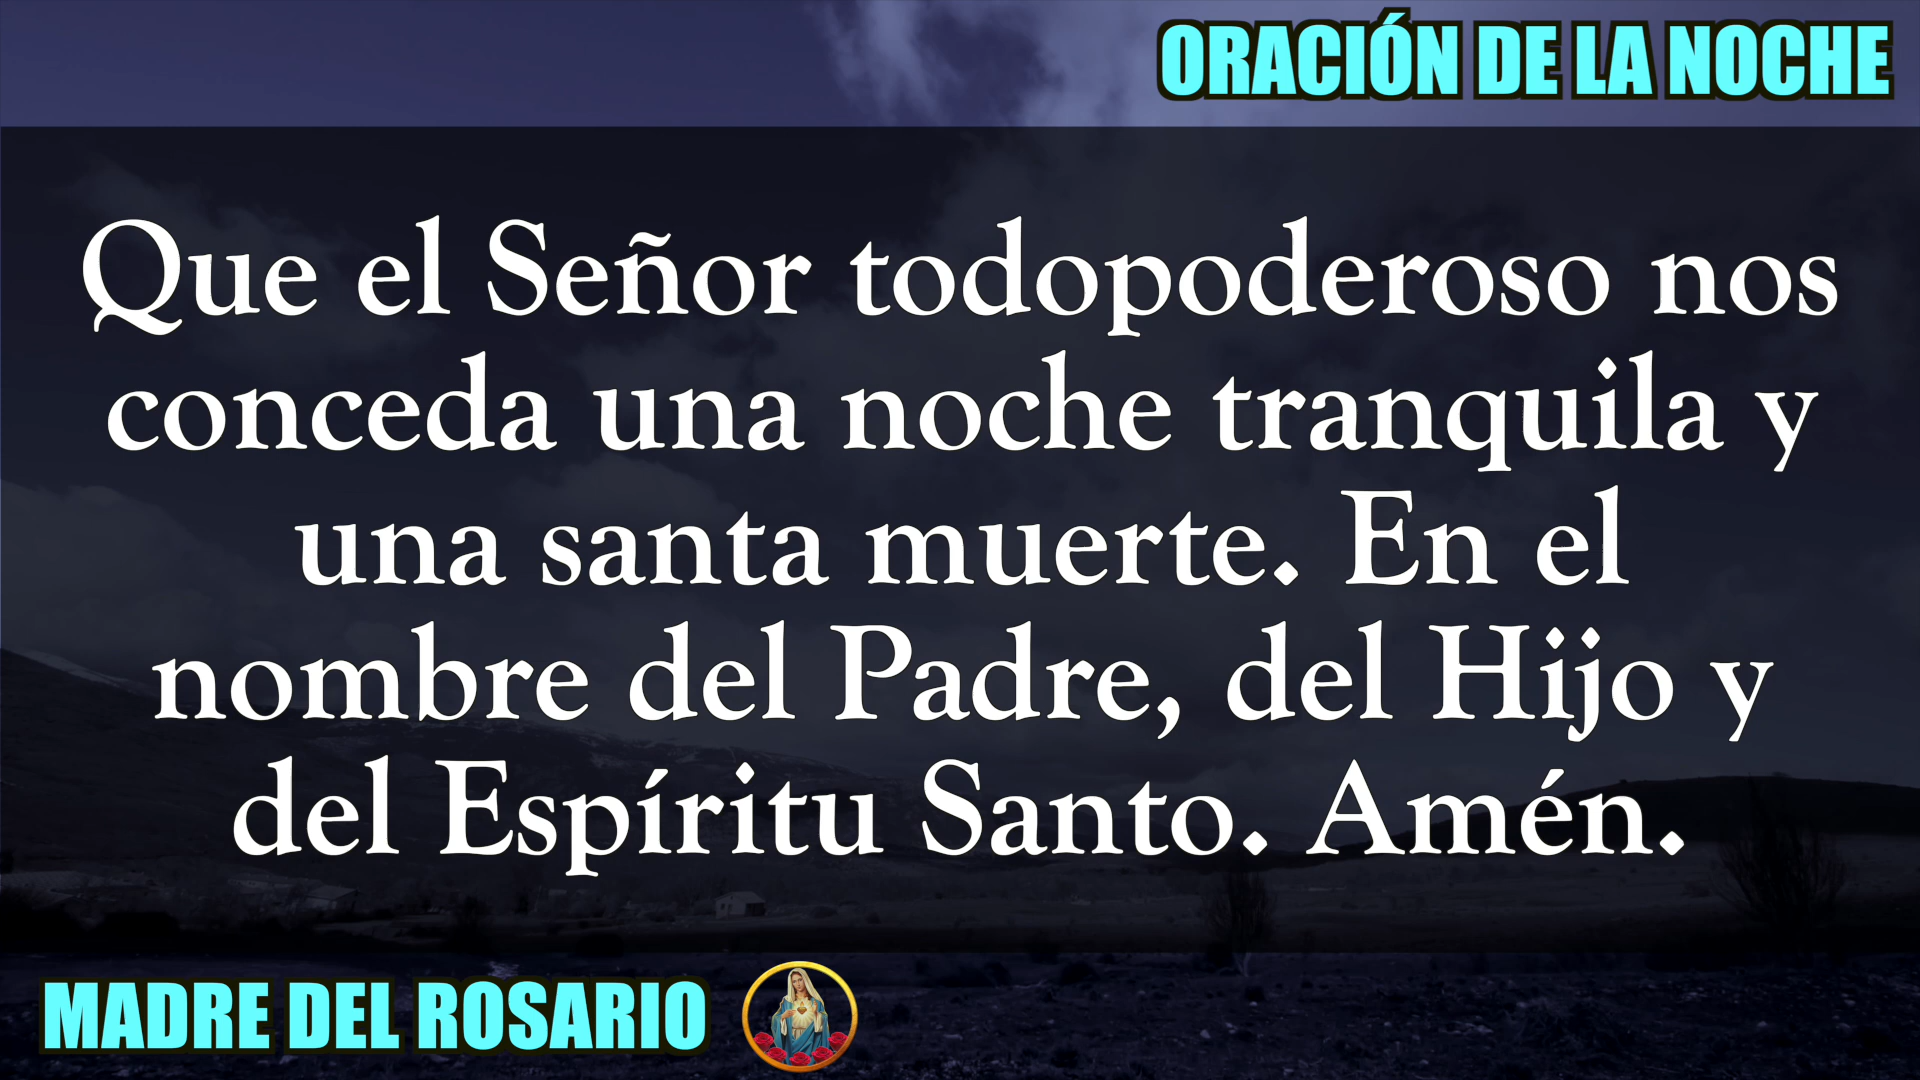 ORACIÓN DE LA NOCHE
Que el Señor todopoderoso nos
conceda una noche tranquila y
una santa muerte. En el
nombre del Padre, del Hijo y
del Espíritu Santo. Amén.
MADRE DEL ROSARIO